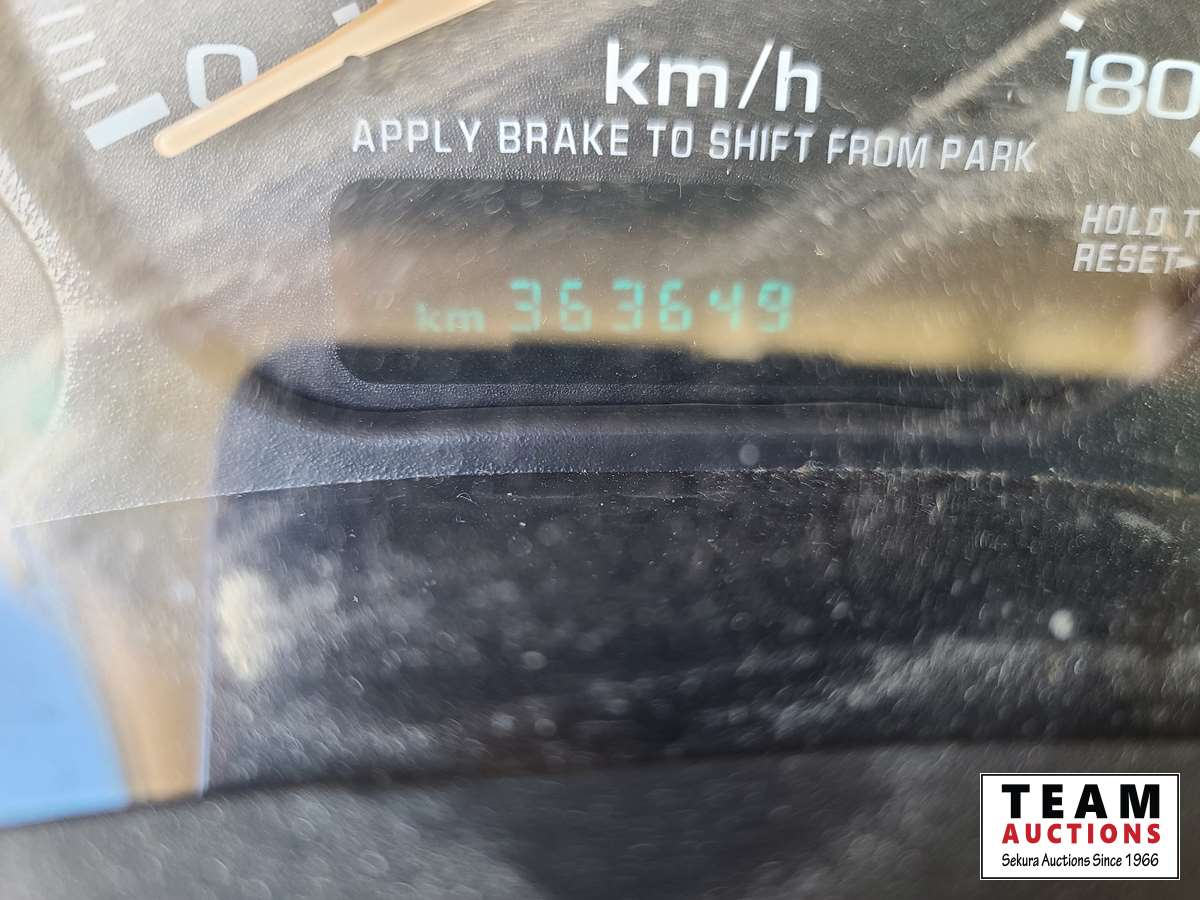 0
km/h
180
APPLY BRAKE TO SHIFT FROM PARK
HOLD T
RESET
km 363649
TEAM
AUCTIONS
Sekura Auctions Since 1966